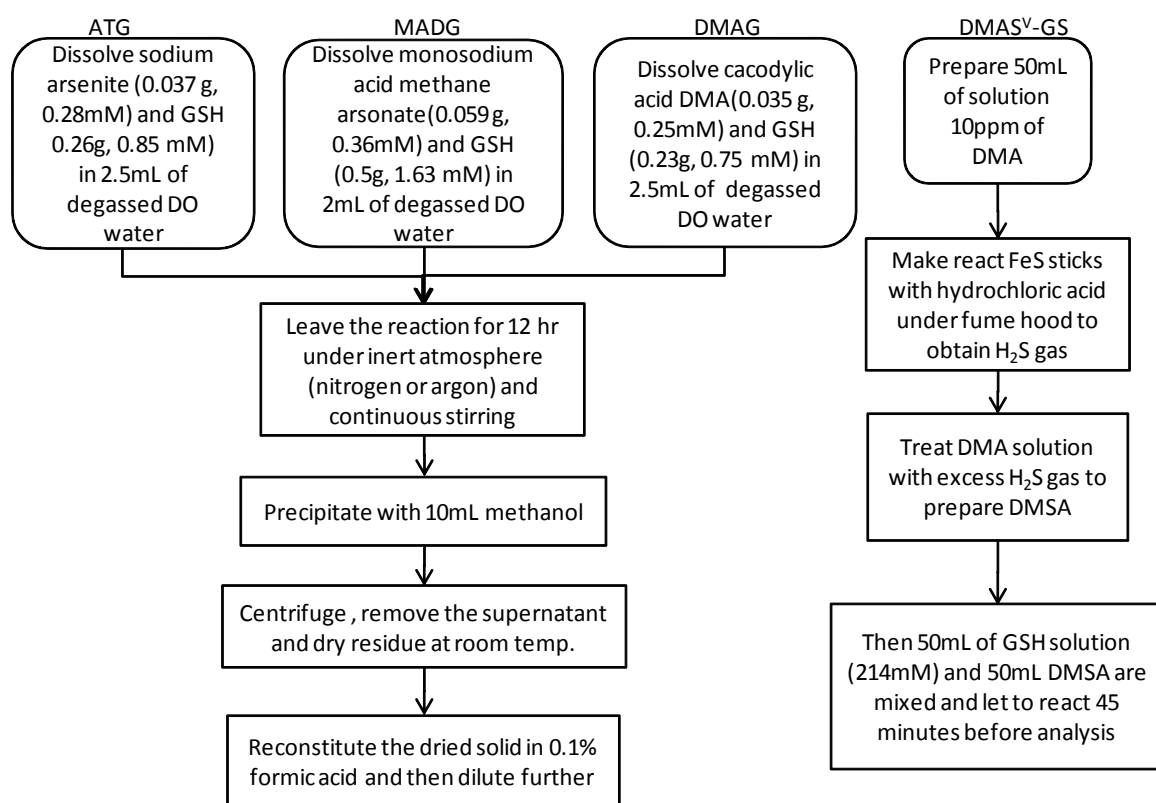 ATG
Dissolve sodium
arsenite (0.037 g,
0.28mM) and GSH
0.26g, 0.85 mM)
in 2.5mL of
degassed DO
water
MADG
Dissolve monosodium
acid methane
arsonate(0.059 g,
0.36mM) and GSH
(0.5g, 1.63 mM) in
2mL of degassed DO
water
DMAG
Dissolve cacodylic
acid DMA(0.035 g,
0.25mM) and GSH
(0.23g, 0.75 mM) in
2.5mL of degassed
DO water
Leave the reaction for 12 hr
under inert atmosphere
(nitrogen or argon) and
continuous stirring
Precipitate with 10mL methanol
Centrifuge , remove the supernatant
and dry residue at room temp.
Reconstitute the dried solid in 0.1%
formic acid and then dilute further
DMASⱽ-GS
Prepare 50mL
of solution
10ppm of
DMA
Make react FeS sticks
with hydrochloric acid
under fume hood to
obtain H₂S gas
Treat DMA solution
with excess H₂S gas to
prepare DMSA
Then 50mL of GSH solution
(214mM) and 50mL DMSA are
mixed and let to react 45
minutes before analysis